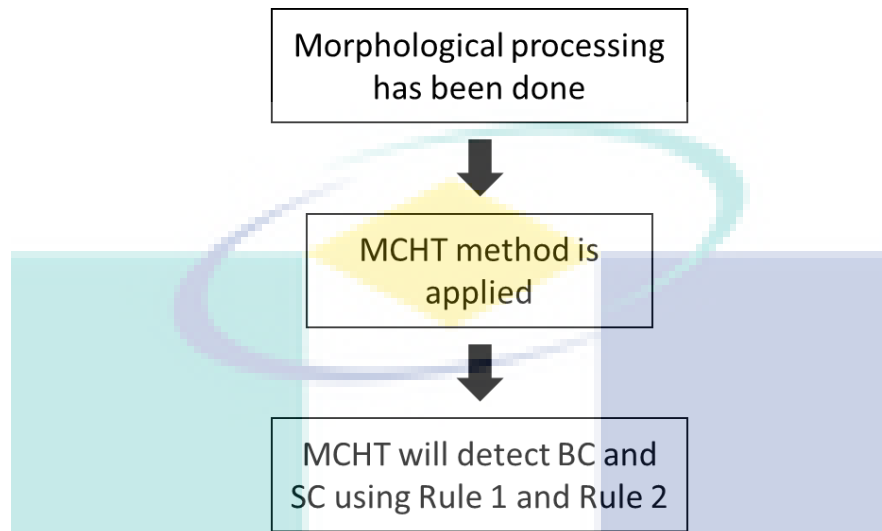 Morphological processing
has been done
MCHT method is
applied
MCHT will detect BC and
SC using Rule 1 and Rule 2